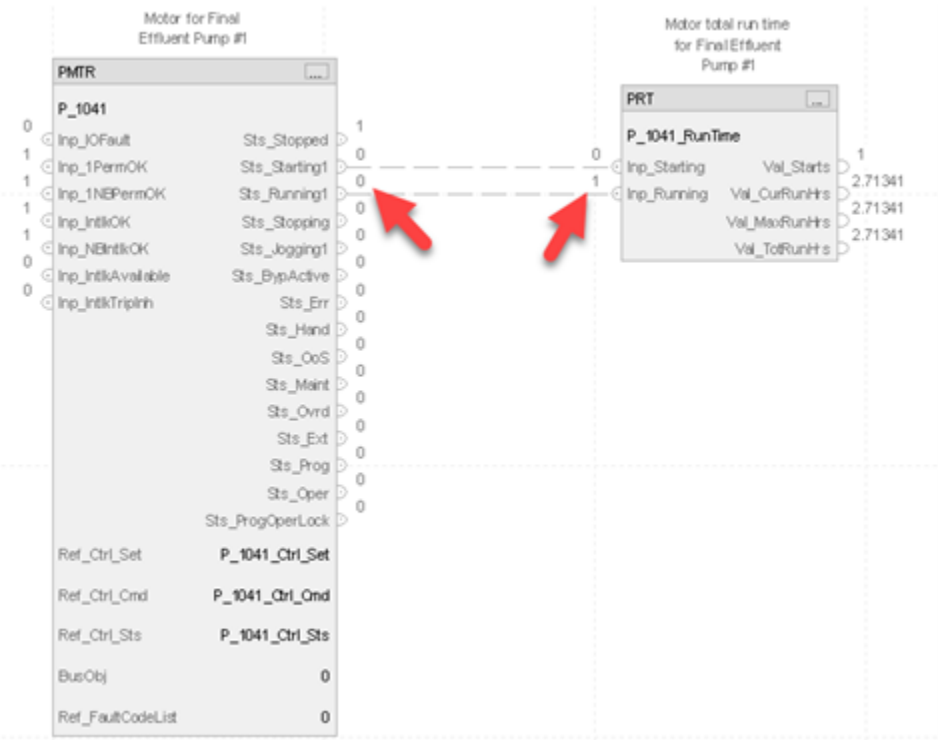 Motor for Final
Effluent Pump #1
PMTR ...
P_1041
0 Inp_IOFault Sts_Stopped 1
1 Inp_1PermOK Sts_Starting1 0
1 Inp_1NBPermOK Sts_Running1 0
1 Inp_IntlkOK Sts_Stopping 0
1 Inp_NBIntlkOK Sts_Jogging1 0
0 Inp_IntlkAvailable Sts_BypActive 0
0 Inp_IntlkTripInh Sts_Err 0
Sts_Hand 0
Sts_OoS 0
Sts_Maint 0
Sts_Ovrd 0
Sts_Ext 0
Sts_Prog 0
Sts_Oper 0
Sts_ProgOperLock 0
Ref_Ctrl_Set P_1041_Ctrl_Set
Ref_Ctrl_Cmd P_1041_Ctrl_Cmd
Ref_Ctrl_Sts P_1041_Ctrl_Sts
BusObj 0
Ref_FaultCodeList 0
Motor total run time
for Final Effluent
Pump #1
PRT ...
P_1041_RunTime
0 Inp_Starting Val_Starts 1
1 Inp_Running Val_CurRunHrs 2.71341
Val_MaxRunHrs 2.71341
Val_TotRunHrs 2.71341